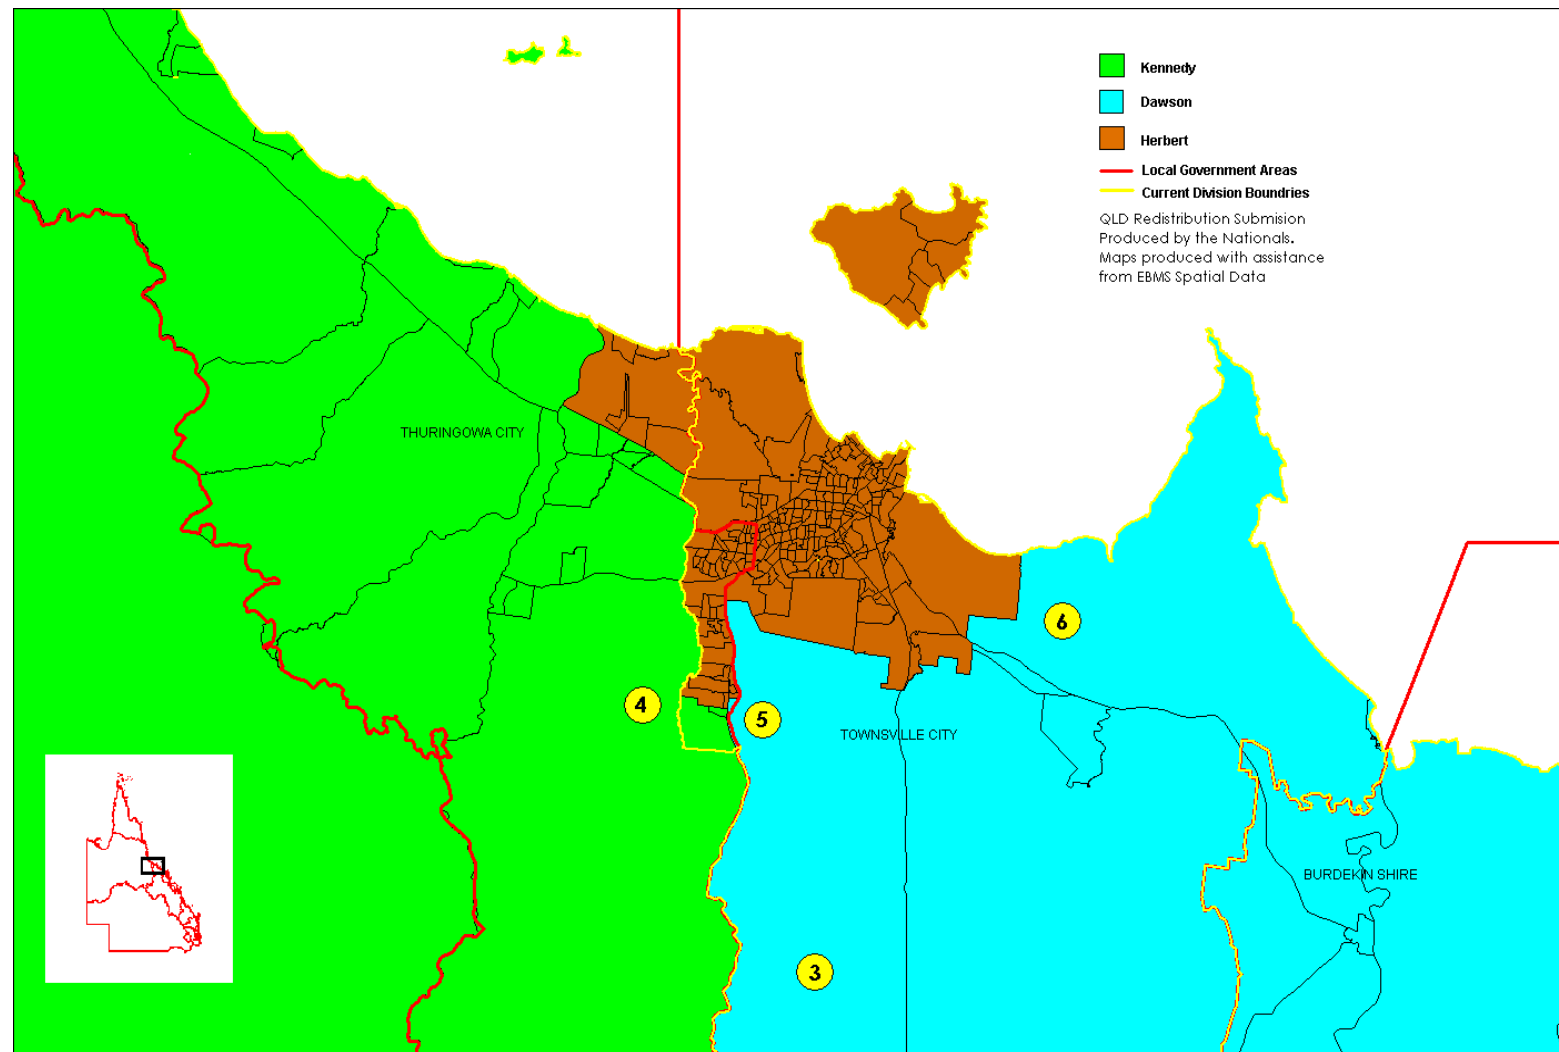 Kennedy
Dawson
Herbert
Local Government Areas
Current Division Boundries
QLD Redistribution Submision
Produced by the Nationals.
Maps produced with assistance
from EBMS Spatial Data
THURINGOWA CITY
6
4
5
TOWNSVILLE CITY
BURDEKIN SHIRE
3